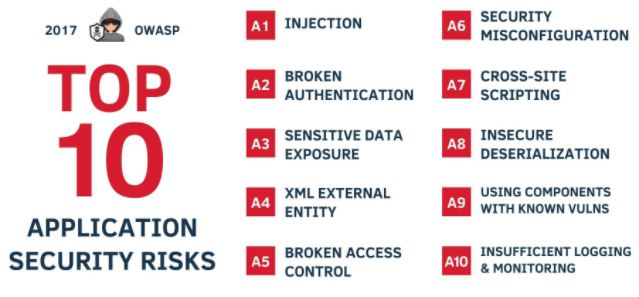 2017 OWASP
TOP
10
APPLICATION
SECURITY RISKS
A1 INJECTION
A2 BROKEN
AUTHENTICATION
A3 SENSITIVE DATA
EXPOSURE
A4 XML EXTERNAL
ENTITY
A5 BROKEN ACCESS
CONTROL
A6 SECURITY
MISCONFIGURATION
A7 CROSS-SITE
SCRIPTING
A8 INSECURE
DESERIALIZATION
A9 USING COMPONENTS
WITH KNOWN VULNS
A10 INSUFFICIENT LOGGING
& MONITORING